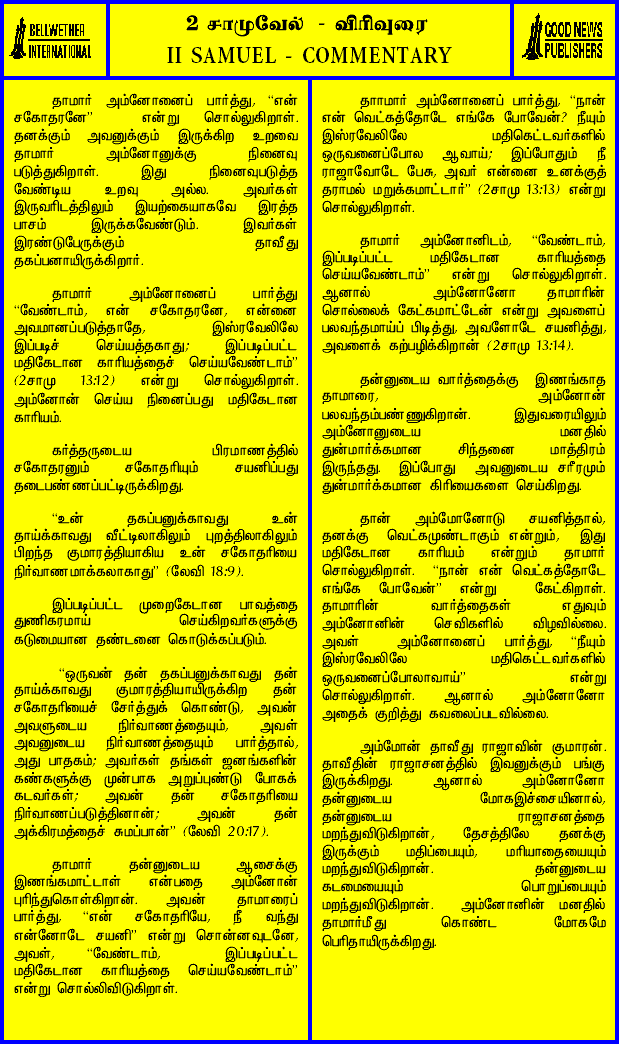 BELLWETHER
INTERNATIONAL
2 சாமுவேல் - விரிவுரை
II SAMUEL - COMMENTARY
GOOD NEWS
PUBLISHERS
தாமார் அம்னோனைப் பார்த்து, “என்
சகோதரனே” என்று சொல்லுகிறாள்.
தனக்கும் அவனுக்கும் இருக்கிற உறவை
தாமார் அம்னோனுக்கு நினைவு
படுத்துகிறாள். இது நினைவுபடுத்த
வேண்டிய உறவு அல்ல. அவர்கள்
இருவரிடத்திலும் இயற்கையாகவே இரத்த
பாசம் இருக்கவேண்டும். இவர்கள்
இரண்டுபேருக்கும் தாவீது
தகப்பனாயிருக்கிறார்.
தாமார் அம்னோனைப் பார்த்து
“வேண்டாம், என் சகோதரனே, என்னை
அவமானப்படுத்தாதே, இஸ்ரவேலிலே
இப்படிச் செய்யத்தகாது; இப்படிப்பட்ட
மதிகேடான காரியத்தைச் செய்யவேண்டாம்”
(2சாமு 13:12) என்று சொல்லுகிறாள்.
அம்னோன் செய்ய நினைப்பது மதிகேடான
காரியம்.
கர்த்தருடைய பிரமாணத்தில்
சகோதரனும் சகோதரியும் சயனிப்பது
தடைபண்ணப்பட்டிருக்கிறது.
“உன் தகப்பனுக்காவது உன்
தாய்க்காவது வீட்டிலாகிலும் புறத்திலாகிலும்
பிறந்த குமாரத்தியாகிய உன் சகோதரியை
நிர்வாணமாக்கலாகாது” (லேவி 18:9).
இப்படிப்பட்ட முறைகேடான பாவத்தை
துணிகரமாய் செய்கிறவர்களுக்கு
கடுமையான தண்டனை கொடுக்கப்படும்.
“ஒருவன் தன் தகப்பனுக்காவது தன்
தாய்க்காவது குமாரத்தியாயிருக்கிற தன்
சகோதரியைச் சேர்த்துக் கொண்டு, அவன்
அவளுடைய நிர்வாணத்தையும், அவள்
அவனுடைய நிர்வாணத்தையும் பார்த்தால்,
அது பாதகம்; அவர்கள் தங்கள் ஜனங்களின்
கண்களுக்கு முன்பாக அறுப்புண்டு போகக்
கடவர்கள்; அவன் தன் சகோதரியை
நிர்வாணப்படுத்தினான்; அவன் தன்
அக்கிரமத்தைச் சுமப்பான்” (லேவி 20:17).
தாமார் தன்னுடைய ஆசைக்கு
இணங்கமாட்டாள் என்பதை அம்னோன்
புரிந்துகொள்கிறான். அவன் தாமாரைப்
பார்த்து, “என் சகோதரியே, நீ வந்து
என்னோடே சயனி” என்று சொன்னவுடனே,
அவள், “வேண்டாம், இப்படிப்பட்ட
மதிகேடான காரியத்தை செய்யவேண்டாம்”
என்று சொல்லிவிடுகிறாள்.
தாாமார் அம்னோனைப் பார்த்து, “நான்
என் வெட்கத்தோடே எங்கே போவேன்? நீயும்
இஸ்ரவேலிலே மதிகெட்டவர்களில்
ஒருவனைப்போல ஆவாய்; இப்போதும் நீ
ராஜாவோடே பேசு, அவர் என்னை உனக்குத்
தராமல் மறுக்கமாட்டார்” (2சாமு 13:13) என்று
சொல்லுகிறாள்.
தாமார் அம்னோனிடம், “வேண்டாம்,
இப்படிப்பட்ட மதிகேடான காரியத்தை
செய்யவேண்டாம்” என்று சொல்லுகிறாள்.
ஆனால் அம்னோனோ தாமாரின்
சொல்லைக் கேட்கமாட்டேன் என்று அவளைப்
பலவந்தமாய்ப் பிடித்து, அவளோடே சயனித்து,
அவளைக் கற்பழிக்கிறான் (2சாமு 13:14).
தன்னுடைய வார்த்தைக்கு இணங்காத
தாமாரை, அம்னோன்
பலவந்தம்பண்ணுகிறான். இதுவரையிலும்
அம்னோனுடைய மனதில்
துன்மார்க்கமான சிந்தனை மாத்திரம்
இருந்தது. இப்போது அவனுடைய சரீரமும்
துன்மார்க்கமான கிரியைகளை செய்கிறது.
தான் அம்மோனோடு சயனித்தால்,
தனக்கு வெட்கமுண்டாகும் என்றும், இது
மதிகேடான காரியம் என்றும் தாமார்
சொல்லுகிறாள். “நான் என் வெட்கத்தோடே
எங்கே போவேன்” என்று கேட்கிறாள்.
தாமாரின் வார்த்தைகள் எதுவும்
அம்னோனின் செவிகளில் விழவில்லை.
அவள் அம்னோனைப் பார்த்து, “நீயும்
இஸ்ரவேலிலே மதிகெட்டவர்களில்
ஒருவனைப்போலாவாய்” என்று
சொல்லுகிறாள். ஆனால் அம்னோனோ
அதைக் குறித்து கவலைப்படவில்லை.
அம்மோன் தாவீது ராஜாவின் குமாரன்.
தாவீதின் ராஜாசனத்தில் இவனுக்கும் பங்கு
இருக்கிறது. ஆனால் அம்னோனோ
தன்னுடைய மோகஇச்சையினால்,
தன்னுடைய ராஜாசனத்தை
மறந்துவிடுகிறான், தேசத்திலே தனக்கு
இருக்கும் மதிப்பையும், மரியாதையையும்
மறந்துவிடுகிறான். தன்னுடைய
கடமையையும் பொறுப்பையும்
மறந்துவிடுகிறான். அம்னோனின் மனதில்
தாமார்மீது கொண்ட மோகமே
பெரிதாயிருக்கிறது.